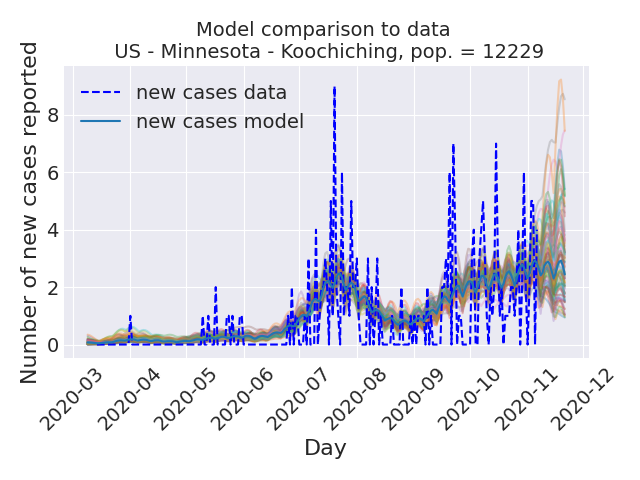 Model comparison to data
US - Minnesota - Koochiching, pop. = 12229
Number of new cases reported
8
6
4
2
0
new cases data
new cases model
2020-03
2020-04
2020-05
2020-06
2020-07
2020-08
2020-09
2020-10
2020-11
2020-12
Day